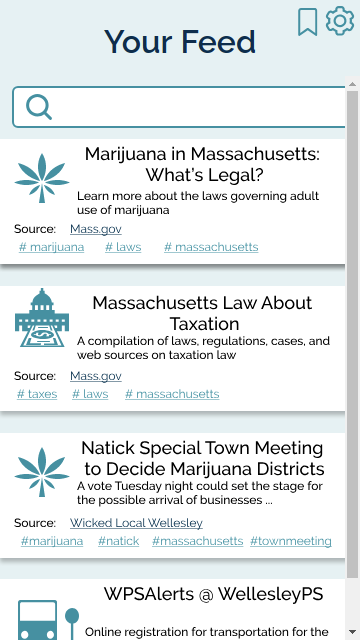 Your Feed
Marijuana in Massachusetts:
What's Legal?
Learn more about the laws governing adult
use of marijuana
Source: Mass.gov
# marijuana # laws # massachusetts
Massachusetts Law About
Taxation
A compilation of laws, regulations, cases, and
web sources on taxation law
Source: Mass.gov
# taxes # laws # massachusetts
Natick Special Town Meeting
to Decide Marijuana Districts
A vote Tuesday night could set the stage for
the possible arrival of businesses ...
Source: Wicked Local Wellesley
#marijuana #natick #massachusetts #townmeeting
WPSAlerts @ WellesleyPS
Online registration for transportation for the